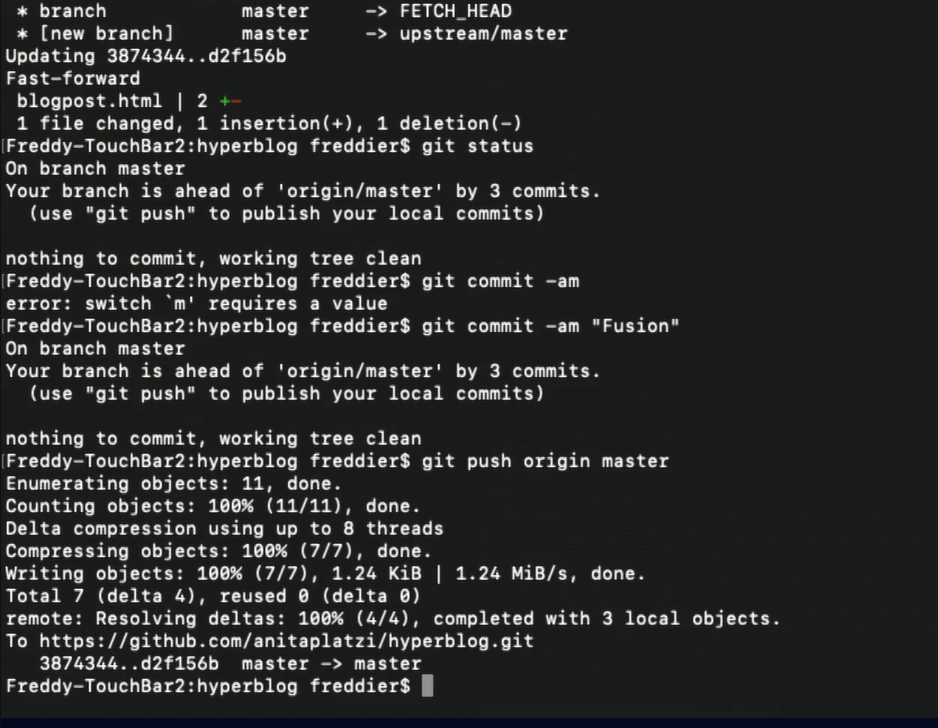 * branch master -> FETCH_HEAD
* [new branch] master -> upstream/master
Updating 3874344..d2f156b
Fast-forward
blogpost.html | 2 +-
1 file changed, 1 insertion(+), 1 deletion(-)
[Freddy-TouchBar2:hyperblog freddier$ git status
On branch master
Your branch is ahead of 'origin/master' by 3 commits.
(use "git push" to publish your local commits)
nothing to commit, working tree clean
[Freddy-TouchBar2:hyperblog freddier$ git commit -am
error: switch `m' requires a value
[Freddy-TouchBar2:hyperblog freddier$ git commit -am "Fusion"
On branch master
Your branch is ahead of 'origin/master' by 3 commits.
(use "git push" to publish your local commits)
nothing to commit, working tree clean
[Freddy-TouchBar2:hyperblog freddier$ git push origin master
Enumerating objects: 11, done.
Counting objects: 100% (11/11), done.
Delta compression using up to 8 threads
Compressing objects: 100% (7/7), done.
Writing objects: 100% (7/7), 1.24 KiB | 1.24 MiB/s, done.
Total 7 (delta 4), reused 0 (delta 0)
remote: Resolving deltas: 100% (4/4), completed with 3 local objects.
To https://github.com/anitaplatzi/hyperblog.git
3874344..d2f156b master -> master
Freddy-TouchBar2:hyperblog freddier$